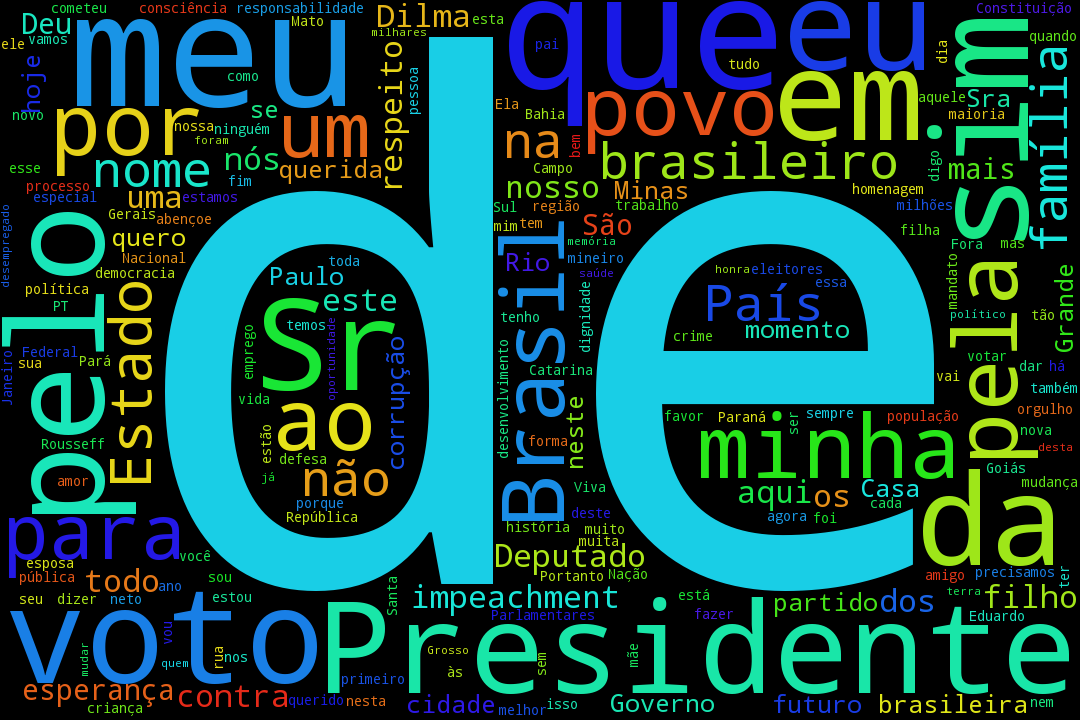 cometeu
consciência
responsabilidade
Dilma
que
eu
Constituição
Deu
Mato
esta
pai
quando
ele
vamos
meu
milhares
dia
sim
hoje
como
respeito
pessoa
tudo
em
família
novo
por
se
um
Ela
povo
aquele
Sra
nossa
ninguém
Bahia
maioria
foram
na
bem
digo
esse
nome
nós
querida
Campo
brasileiro
mais
processo
fim
nosso
Minas
homenagem
especial
uma
estamos
Sul
região
trabalho
milhões
desempregado
pelo
Gerais
abençoe
de
mim
tem
São
filha
quero
memória
Fora
mas
Nacional
toda
Brasil
Rio
mineiro
democracia
Paulo
saúde
honra
eleitores
essa
mandato
pelas
Grande
política
Estado
este
dignidade
País
PT
Sr
temos
oportunidade
tenho
momento
político
tão
Janeiro
Federal
emprego
corrupção
desenvolvimento
crime
sua
Pará
Catarina
votar
dar
há
vai
também
vida
neste
favor
Paraná
ser
sempre
população
orgulho
Rousseff
ao
estão
forma
minha
nova
desta
defesa
Goiás
amor
já
não
Viva
aqui
os
Casa
mudança
porque
cada
para
República
história
deste
agora
foi
da
muito
muita
você
Deputado
esposa
pública
todo
ano
sou
Portanto
Nação
amigo
precisamos
ter
seu
dizer
neto
estou
Santa
impeachment
está
partido
dos
terra
filho
voto
vou
Parlamentares
fazer
Eduardo
Presidente
mudar
quem
rua
nos
Grosso
às
sem
mãe
esperança
contra
primeiro
criança
querido
nesta
cidade
melhor
isso
Governo
futuro
brasileira
nem